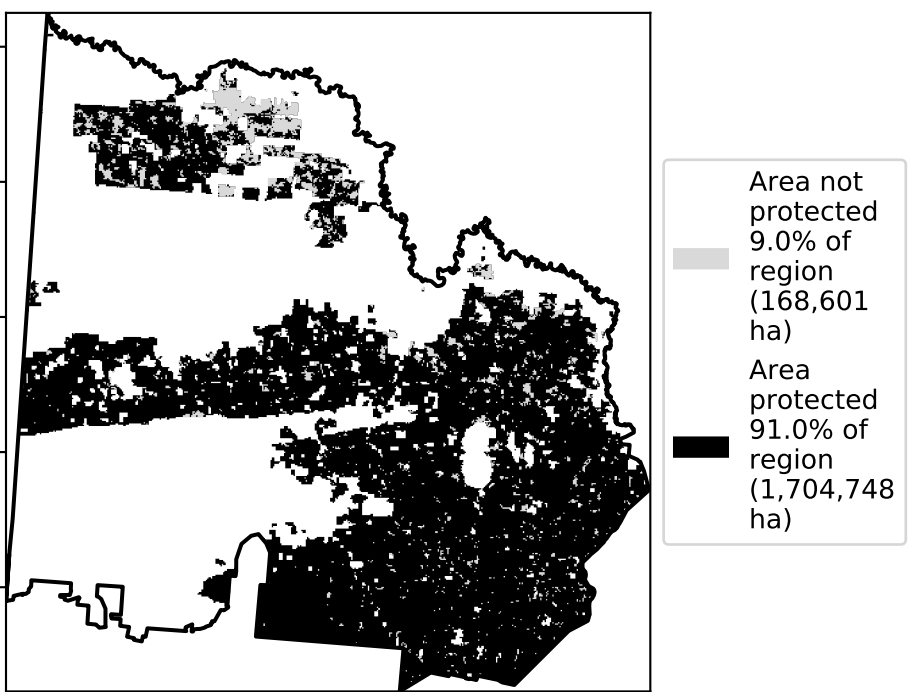 Area not
protected
9.0% of
region
(168,601
ha)
Area
protected
91.0% of
region
(1,704,748
ha)